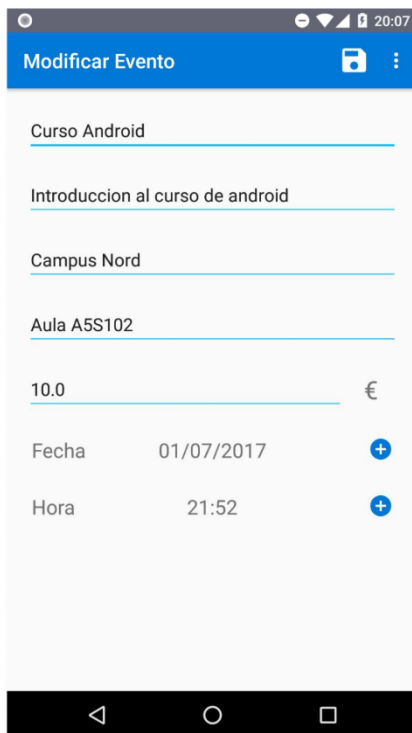 20:07
Modificar Evento
Curso Android
Introduccion al curso de android
Campus Nord
Aula A5S102
10.0 €
Fecha 01/07/2017
Hora 21:52